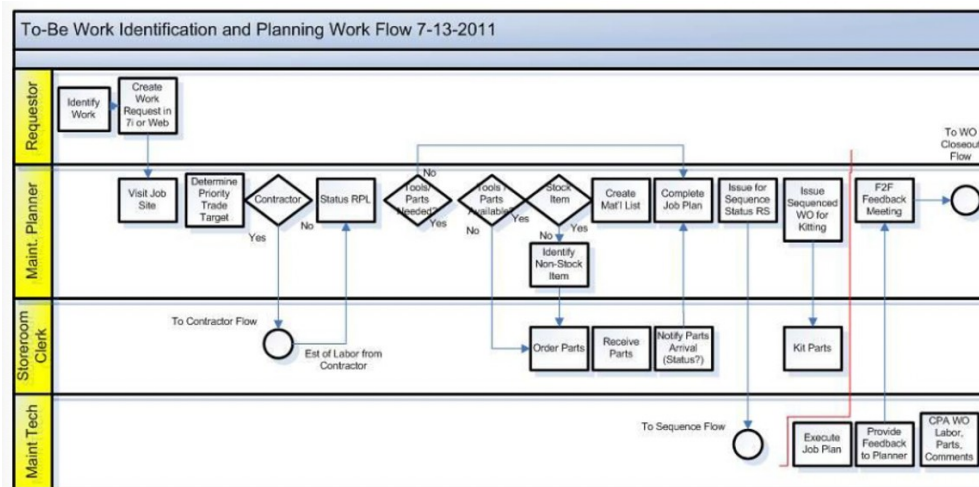 To-Be Work Identification and Planning Work Flow 7-13-2011
Requestor
Identify
Work
Create
Work
Request in
7i or Web
To WO
Closeout
Flow
Maint. Planner
Visit Job
Site
Determine
Priority
Trade
Target
Contractor
Yes
No
Status RPL
No
Tools/
Parts
Needed?
Yes
Tools /
Parts
Available?
No
Yes
Stock
Item
No
Yes
Identify
Non-Stock
Item
Create
Mat'l List
Complete
Job Plan
Issue for
Sequence
Status RS
Issue
Sequenced
WO for
Kitting
F2F
Feedback
Meeting
Storeroom
Clerk
To Contractor Flow
Est of Labor from
Contractor
Order Parts
Receive
Parts
Notify Parts
Arrival
(Status?)
Kit Parts
Maint Tech
To Sequence Flow
Execute
Job Plan
Provide
Feedback
to Planner
CPA WO
Labor,
Parts,
Comments